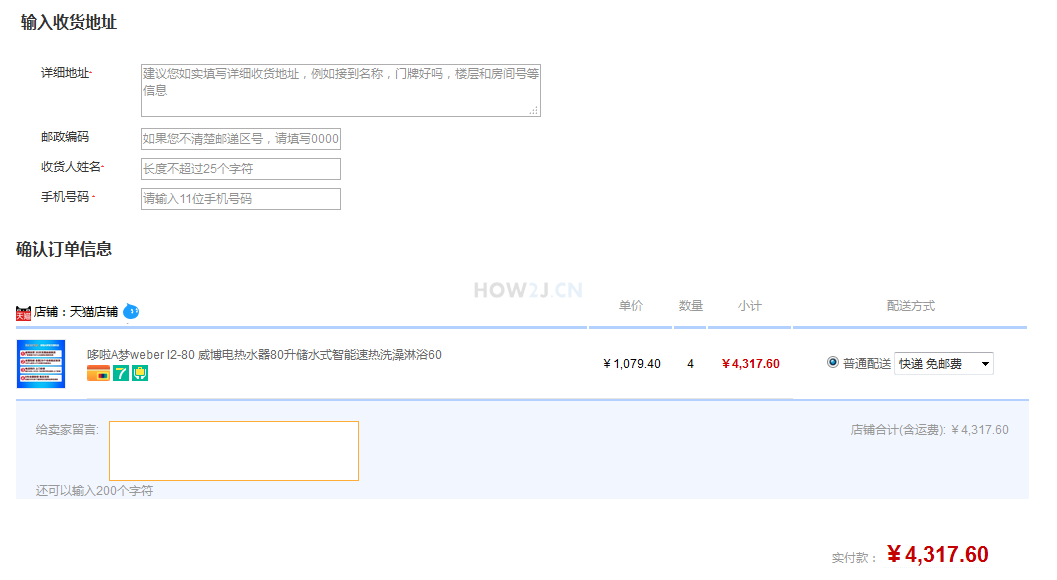 输入收货地址
详细地址*
建议您如实填写详细收货地址，例如接到名称，门牌好吗，楼层和房间号等
信息
邮政编码
如果您不清楚邮递区号，请填写0000
收货人姓名*
长度不超过25个字符
手机号码 *
请输入11位手机号码
确认订单信息
HOW2J.CN
天猫 店铺：天猫店铺
单价 数量 小计 配送方式
哆啦A梦weber l2-80 威博电热水器80升储水式智能速热洗澡淋浴60
7
￥1,079.40 4 ￥4,317.60 普通配送 快递 免邮费
给卖家留言:
店铺合计(含运费): ￥4,317.60
还可以输入200个字符
实付款： ￥4,317.60